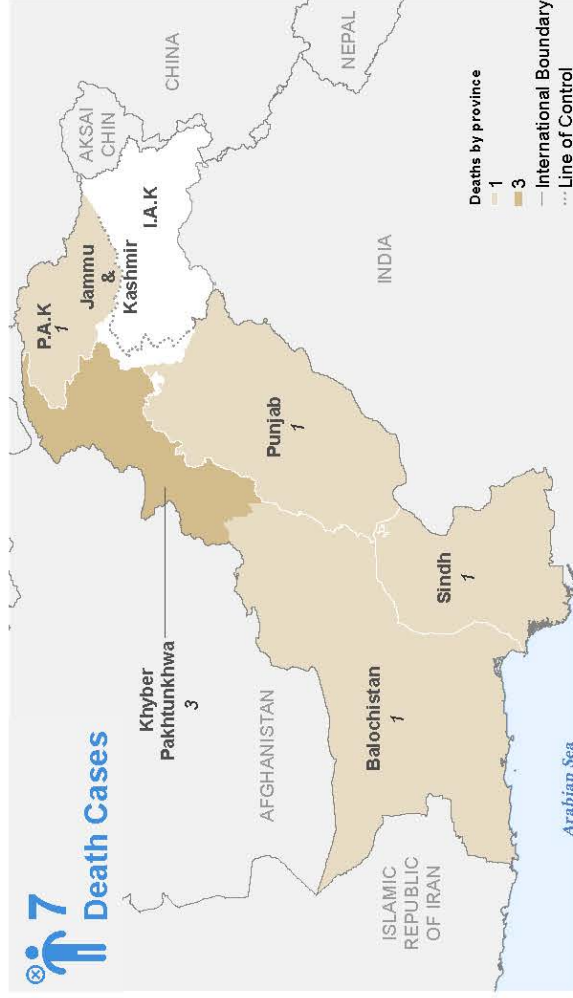 7
Death Cases
P.A.K
1
Jammu
&
Kashmir
I.A.K
AKSAI
CHIN
CHINA
NEPAL
Khyber
Pakhtunkhwa
3
AFGHANISTAN
Punjab
1
INDIA
Balochistan
1
Sindh
1
ISLAMIC
REPUBLIC
OF IRAN
Arabian Sea
Deaths by province
1
3
International Boundary
Line of Control